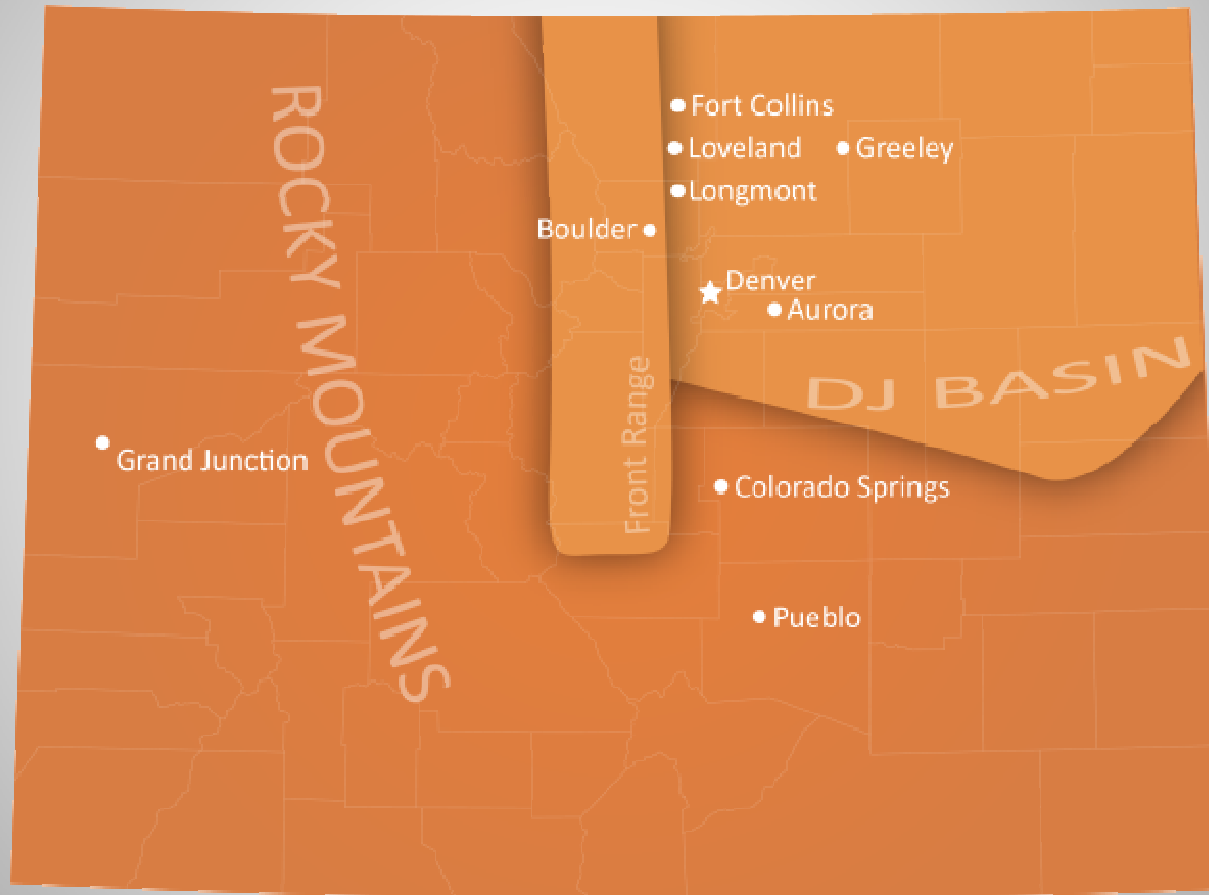 ROCKY MOUNTAINS
Fort Collins
Loveland
Greeley
Longmont
Boulder
Denver
Aurora
DJ BASIN
Front Range
Grand Junction
Colorado Springs
Pueblo